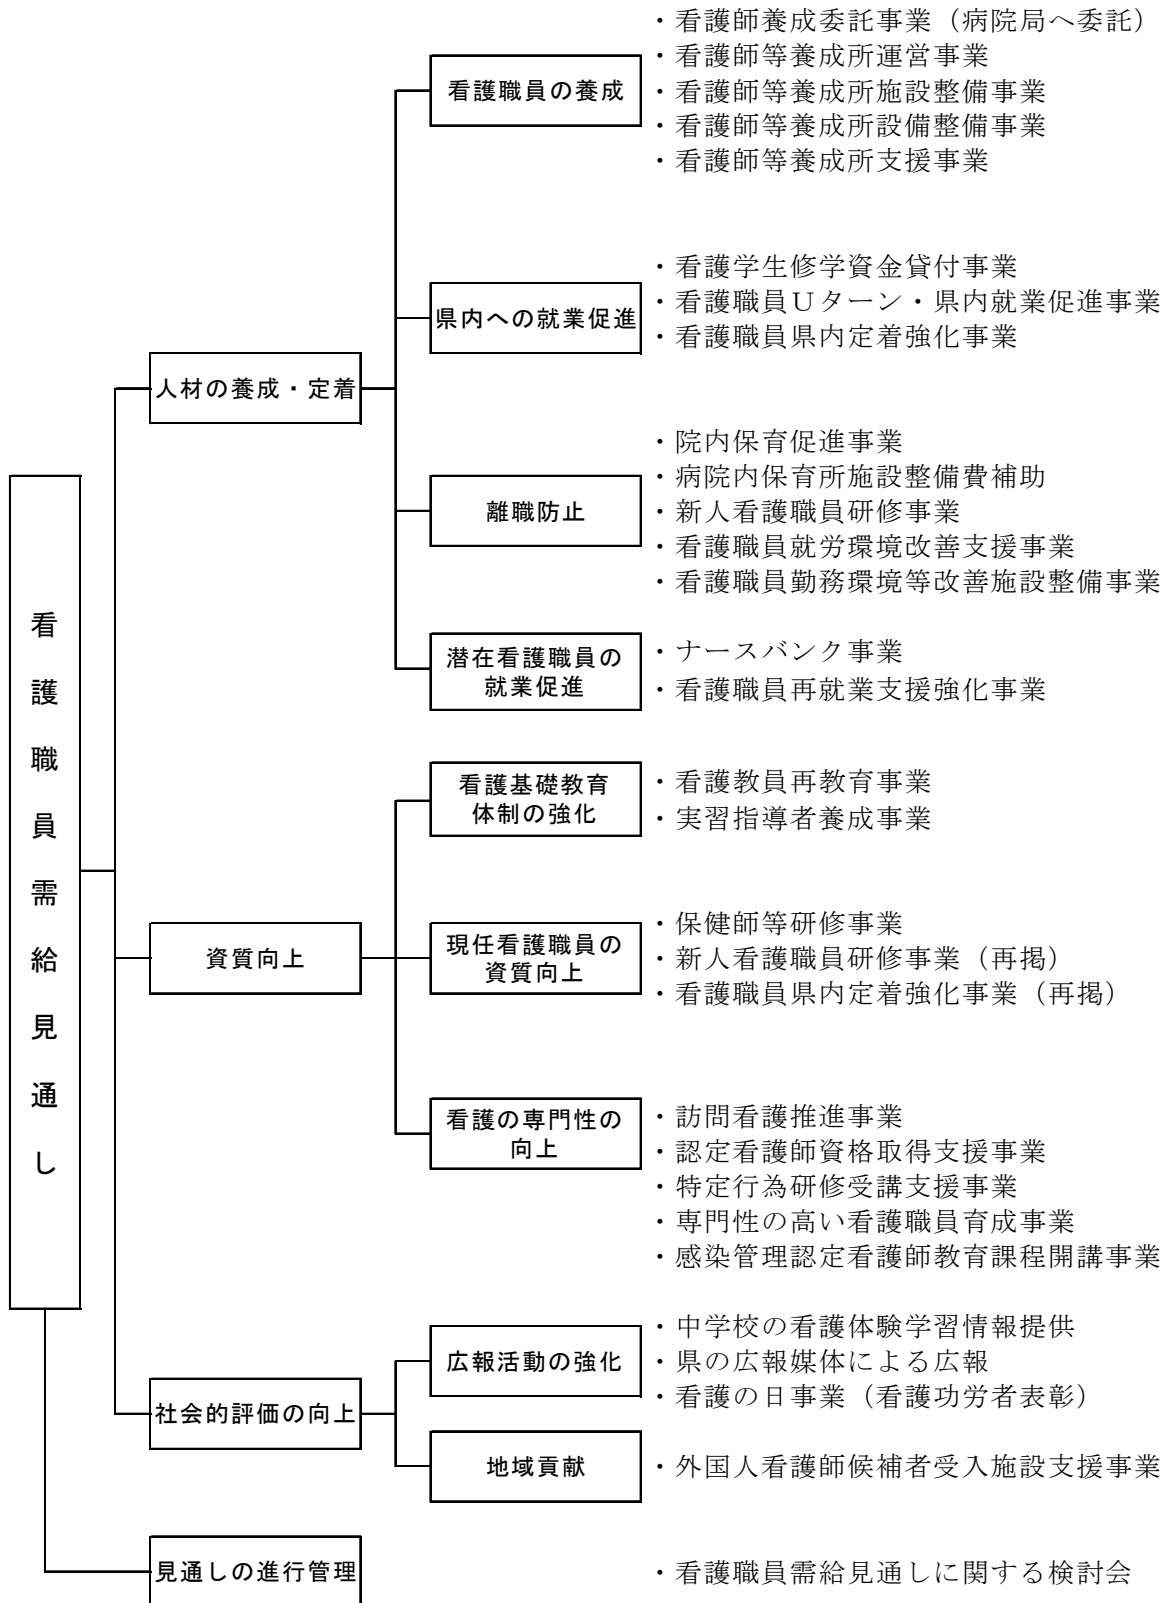 看護職員需給見通し
人材の養成・定着
看護職員の養成
・看護師養成委託事業（病院局へ委託）
・看護師等養成所運営事業
・看護師等養成所施設整備事業
・看護師等養成所設備整備事業
・看護師等養成所支援事業
県内への就業促進
・看護学生修学資金貸付事業
・看護職員Ｕターン・県内就業促進事業
・看護職員県内定着強化事業
離職防止
・院内保育促進事業
・病院内保育所施設整備費補助
・新人看護職員研修事業
・看護職員就労環境改善支援事業
・看護職員勤務環境等改善施設整備事業
潜在看護職員の
就業促進
・ナースバンク事業
・看護職員再就業支援強化事業
資質向上
看護基礎教育
体制の強化
・看護教員再教育事業
・実習指導者養成事業
現任看護職員の
資質向上
・保健師等研修事業
・新人看護職員研修事業（再掲）
・看護職員県内定着強化事業（再掲）
看護の専門性の
向上
・訪問看護推進事業
・認定看護師資格取得支援事業
・特定行為研修受講支援事業
・専門性の高い看護職員育成事業
・感染管理認定看護師教育課程開講事業
社会的評価の向上
広報活動の強化
・中学校の看護体験学習情報提供
・県の広報媒体による広報
・看護の日事業（看護功労者表彰）
地域貢献
・外国人看護師候補者受入施設支援事業
見通しの進行管理
・看護職員需給見通しに関する検討会